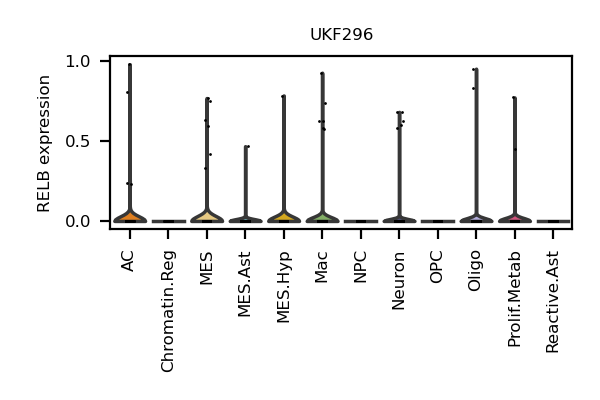 UKF296
RELB expression
1.0
0.5
0.0
AC
Chromatin.Reg
MES
MES.Ast
MES.Hyp
Mac
NPC
Neuron
OPC
Oligo
Prolif.Metab
Reactive.Ast